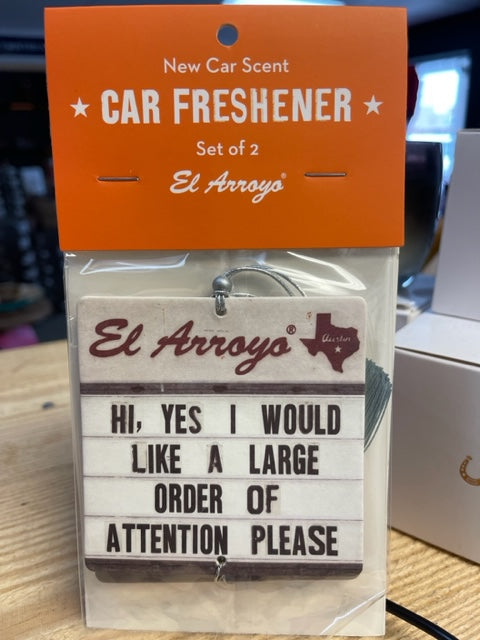 New Car Scent
★ CAR FRESHENER ★
Set of 2
El Arroyo®
El Arroyo®
Austin
HI, YES I WOULD
LIKE A LARGE
ORDER OF
ATTENTION PLEASE